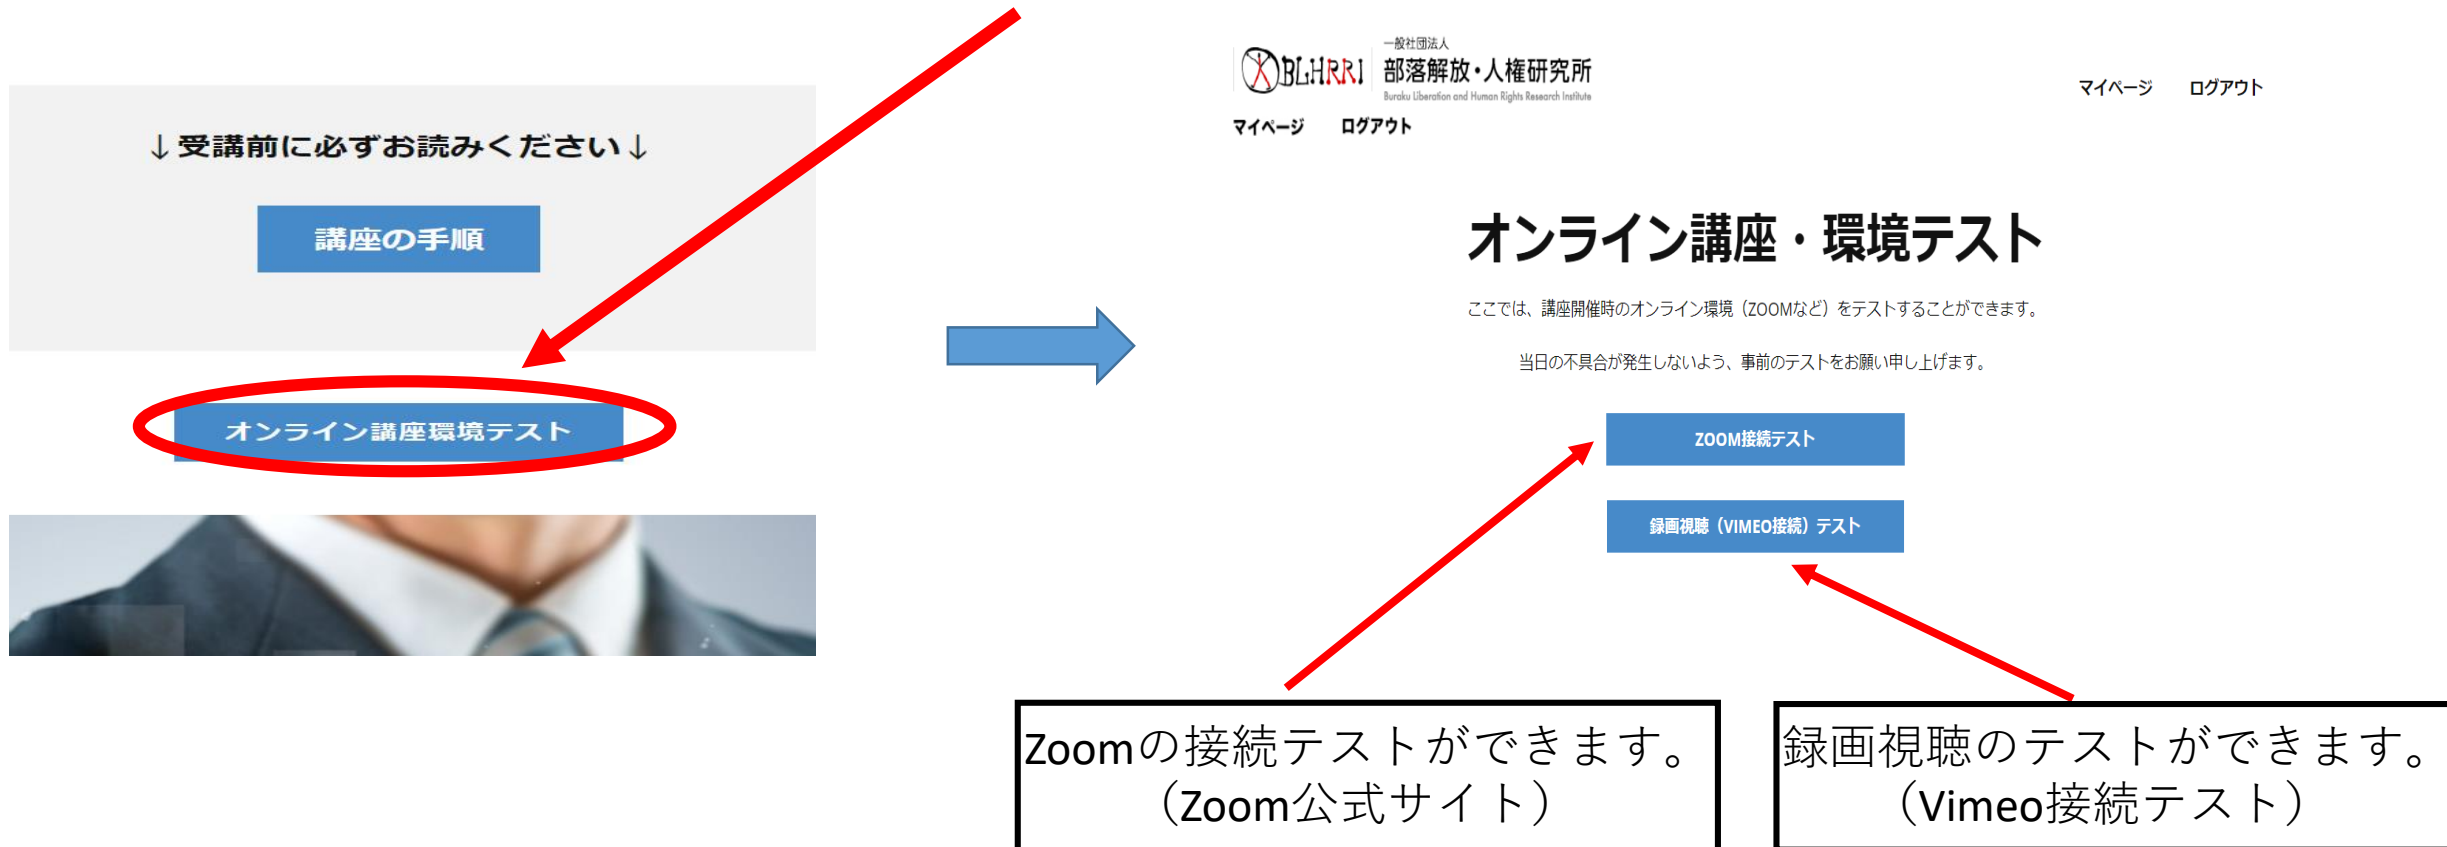 ↓受講前に必ずお読みください↓
講座の手順
オンライン講座環境テスト
BLHRRI
一般社団法人
部落解放・人権研究所
Buraku Liberation and Human Rights Research Institute
マイページ ログアウト
マイページ ログアウト
オンライン講座・環境テスト
ここでは、講座開催時のオンライン環境（ZOOMなど）をテストすることができます。
当日の不具合が発生しないよう、事前のテストをお願い申し上げます。
ZOOM接続テスト
録画視聴（VIMEO接続）テスト
Zoomの接続テストができます。
（Zoom公式サイト）
録画視聴のテストができます。
（Vimeo接続テスト）